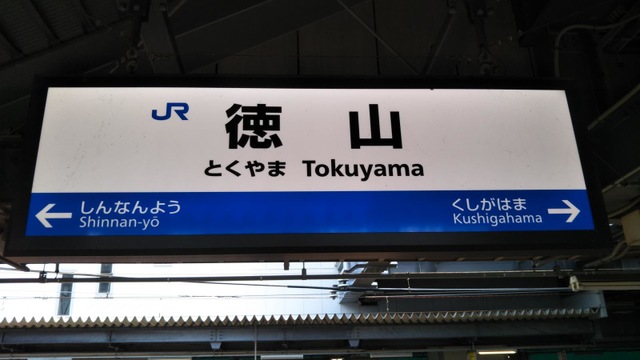 JR 徳山
とくやま Tokuyama
← しんなんよう くしがはま →
Shinnan-yō Kushigahama